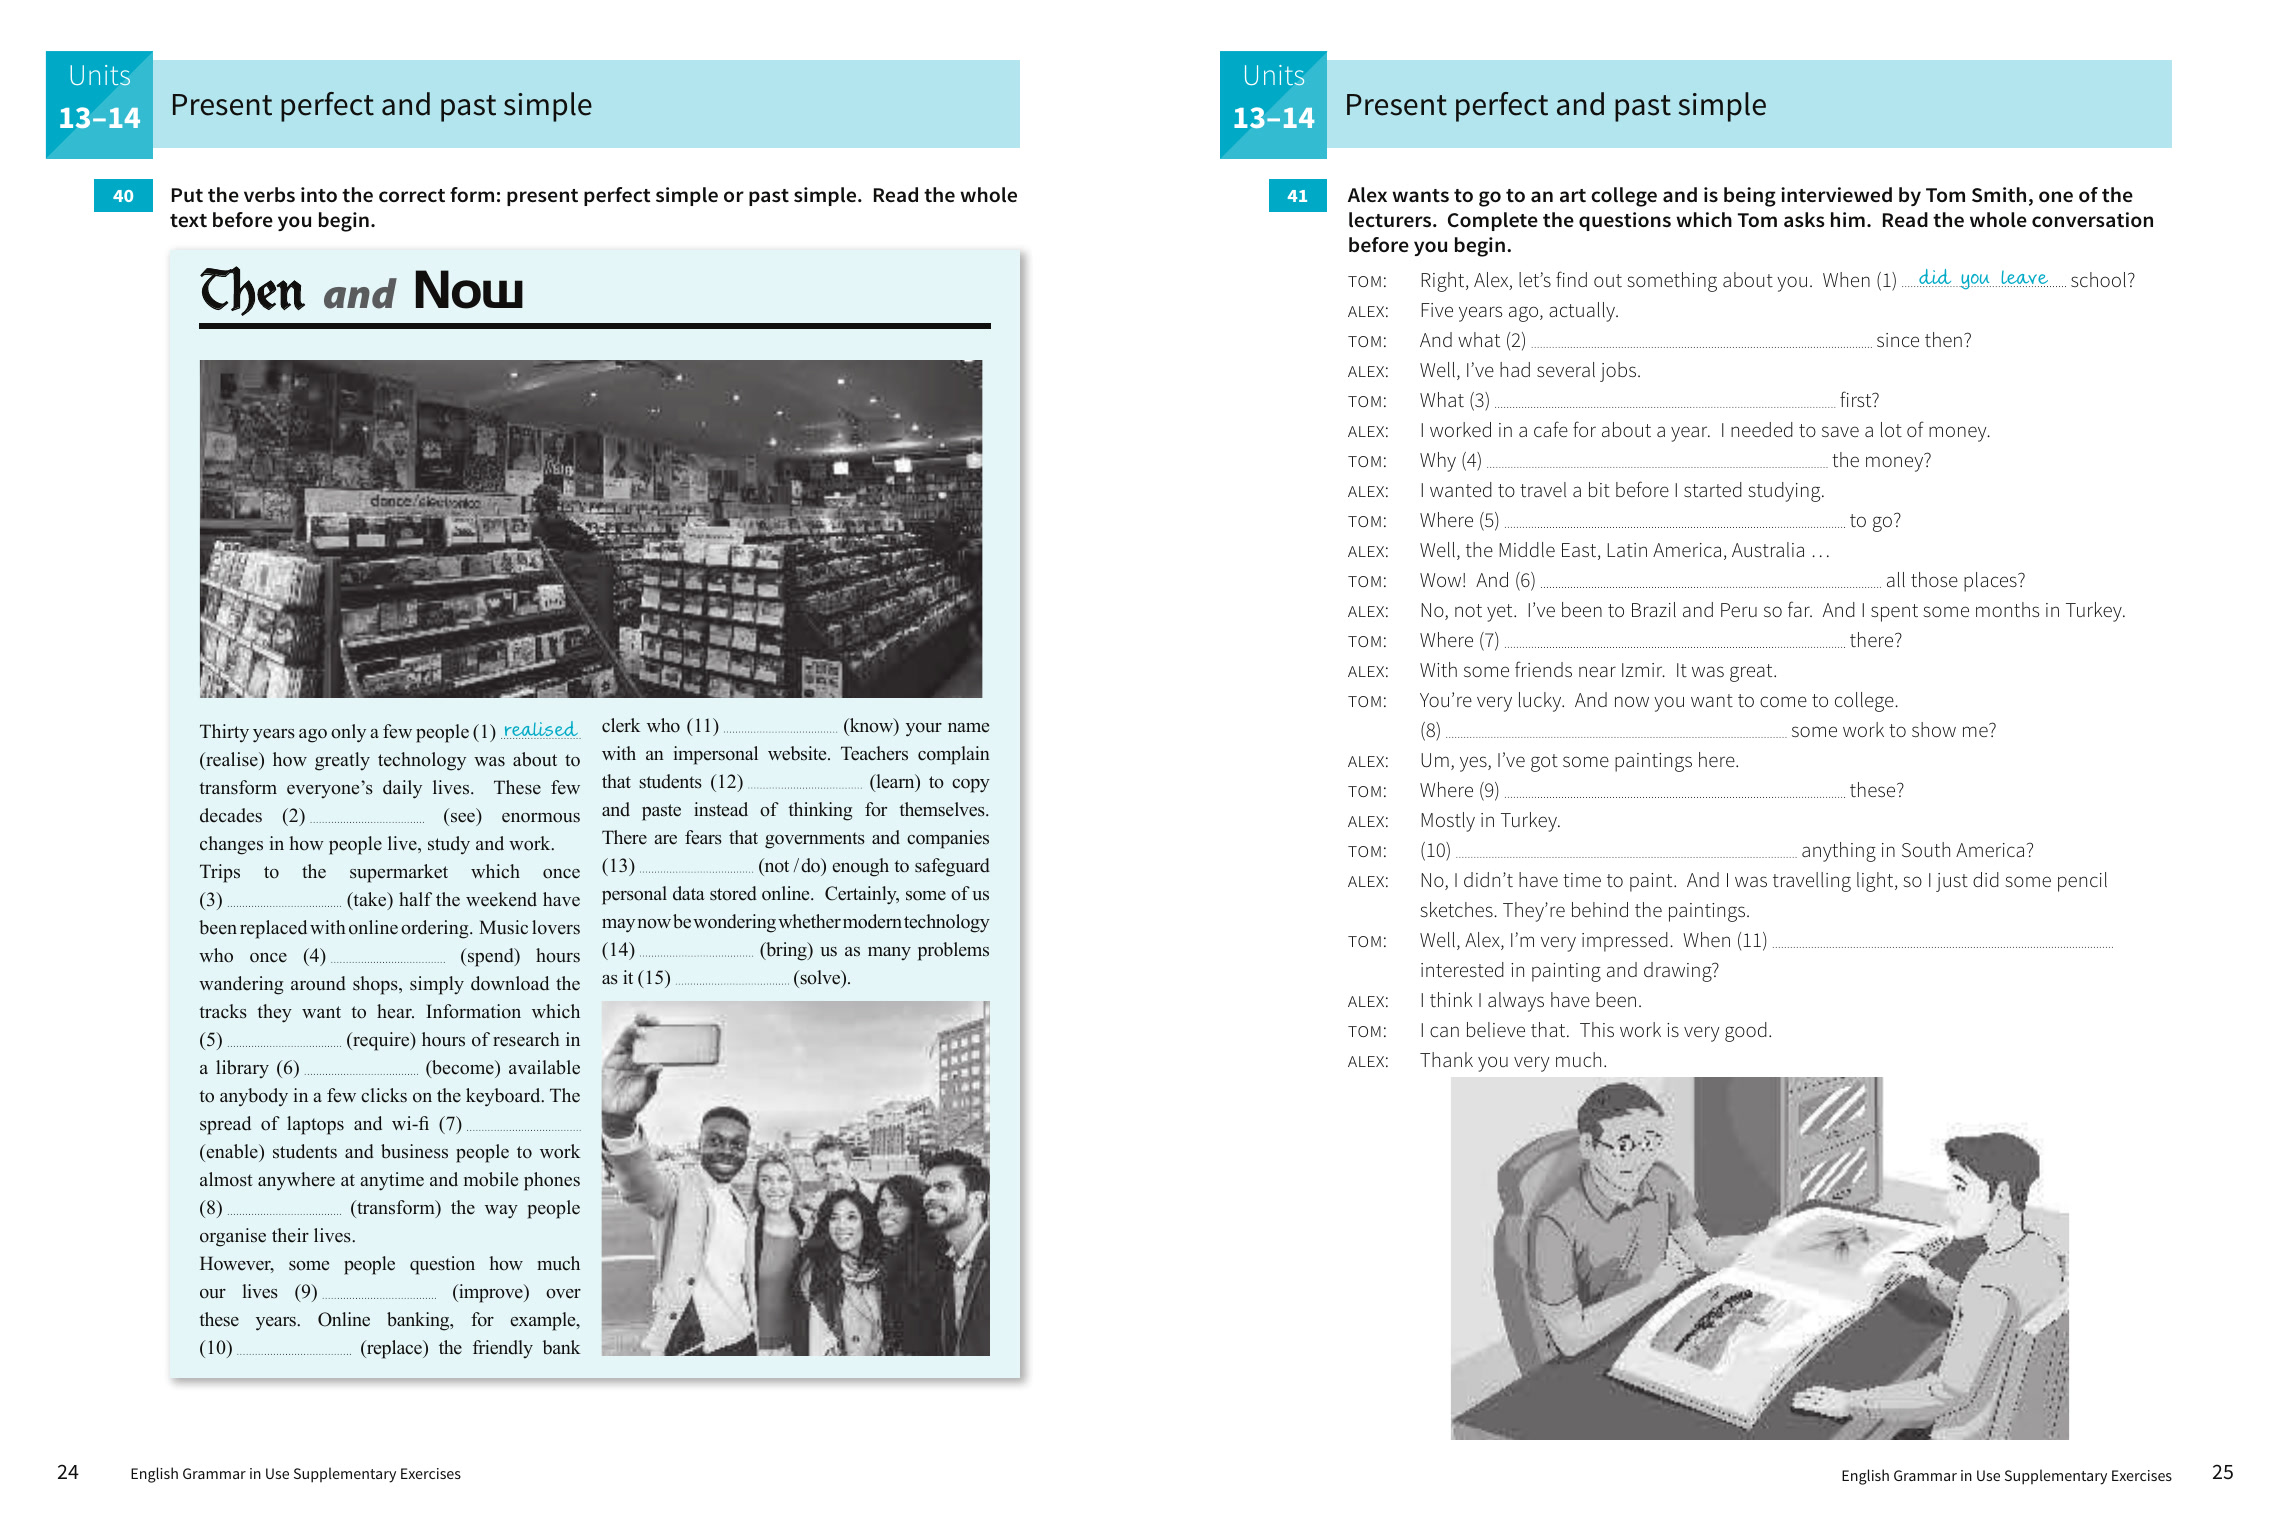 Units
13–14
Present perfect and past simple
40
Put the verbs into the correct form: present perfect simple or past simple. Read the whole
text before you begin.
Then and Now
dance/electronica
Thirty years ago only a few people (1) realised
(realise) how greatly technology was about to
transform everyone’s daily lives. These few
decades (2) (see) enormous
changes in how people live, study and work.
Trips to the supermarket which once
(3) (take) half the weekend have
been replaced with online ordering. Music lovers
who once (4) (spend) hours
wandering around shops, simply download the
tracks they want to hear. Information which
(5) (require) hours of research in
a library (6) (become) available
to anybody in a few clicks on the keyboard. The
spread of laptops and wi-fi (7)
(enable) students and business people to work
almost anywhere at anytime and mobile phones
(8) (transform) the way people
organise their lives.
However, some people question how much
our lives (9) (improve) over
these years. Online banking, for example,
(10) (replace) the friendly bank
clerk who (11) (know) your name
with an impersonal website. Teachers complain
that students (12) (learn) to copy
and paste instead of thinking for themselves.
There are fears that governments and companies
(13) (not / do) enough to safeguard
personal data stored online. Certainly, some of us
may now be wondering whether modern technology
(14) (bring) us as many problems
as it (15) (solve).
24
English Grammar in Use Supplementary Exercises
Units
13–14
Present perfect and past simple
41
Alex wants to go to an art college and is being interviewed by Tom Smith, one of the
lecturers. Complete the questions which Tom asks him. Read the whole conversation
before you begin.
TOM: Right, Alex, let’s find out something about you. When (1) did you leave school?
ALEX: Five years ago, actually.
TOM: And what (2) since then?
ALEX: Well, I’ve had several jobs.
TOM: What (3) first?
ALEX: I worked in a cafe for about a year. I needed to save a lot of money.
TOM: Why (4) the money?
ALEX: I wanted to travel a bit before I started studying.
TOM: Where (5) to go?
ALEX: Well, the Middle East, Latin America, Australia …
TOM: Wow! And (6) all those places?
ALEX: No, not yet. I’ve been to Brazil and Peru so far. And I spent some months in Turkey.
TOM: Where (7) there?
ALEX: With some friends near Izmir. It was great.
TOM: You’re very lucky. And now you want to come to college.
(8) some work to show me?
ALEX: Um, yes, I’ve got some paintings here.
TOM: Where (9) these?
ALEX: Mostly in Turkey.
TOM: (10) anything in South America?
ALEX: No, I didn’t have time to paint. And I was travelling light, so I just did some pencil
sketches. They’re behind the paintings.
TOM: Well, Alex, I’m very impressed. When (11)
interested in painting and drawing?
ALEX: I think I always have been.
TOM: I can believe that. This work is very good.
ALEX: Thank you very much.
English Grammar in Use Supplementary Exercises
25